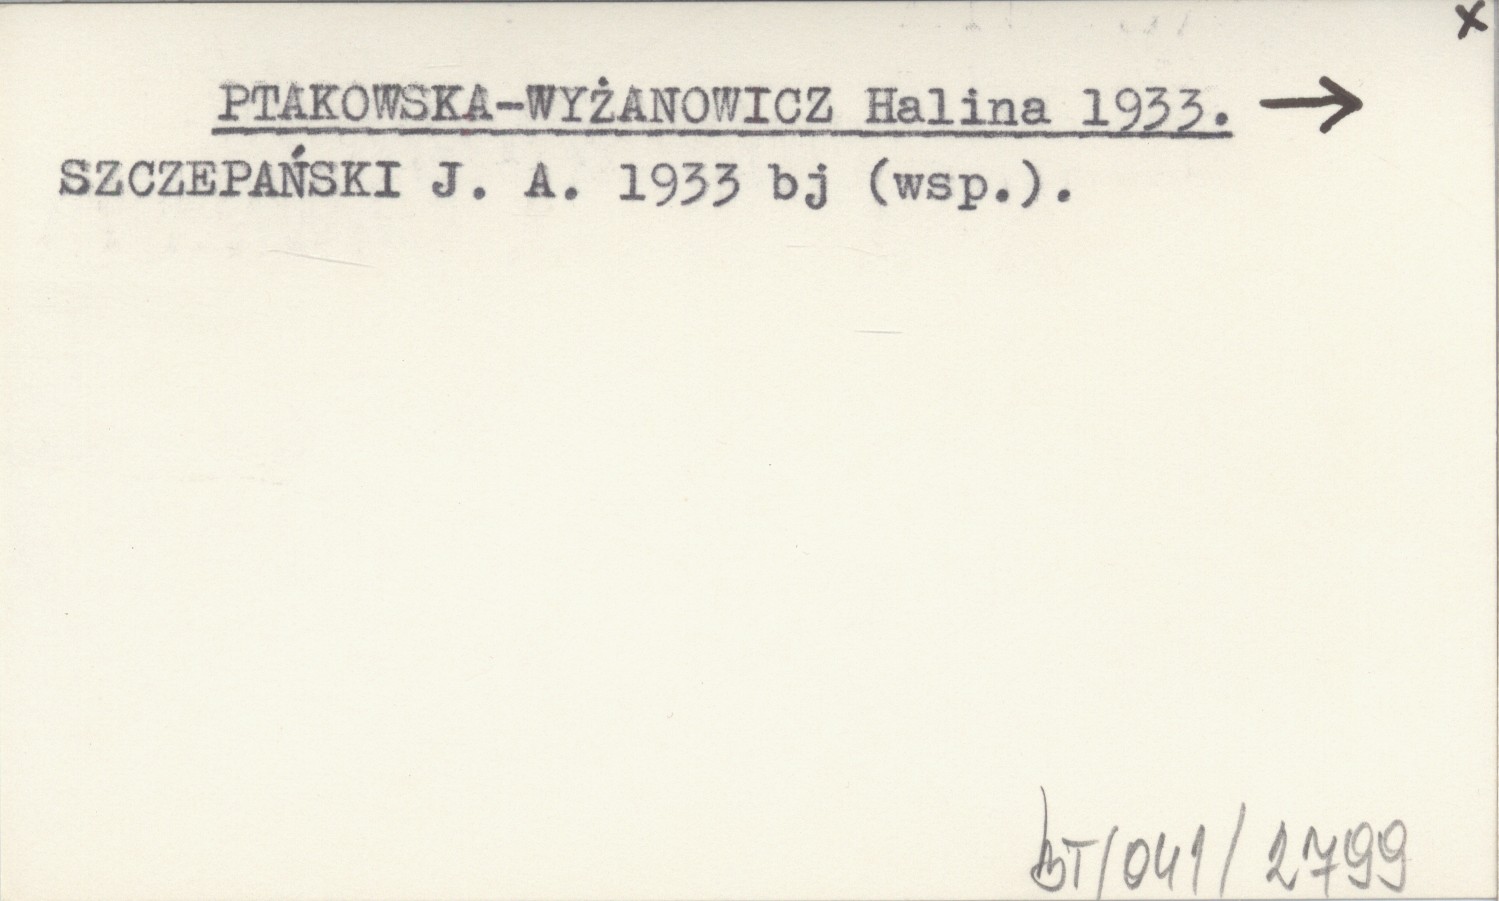 x
PTAKOWSKA-WYŻANOWICZ Halina 1933. →
SZCZEPAŃSKI J. A. 1933 bj (wsp.).
BT/041/2799